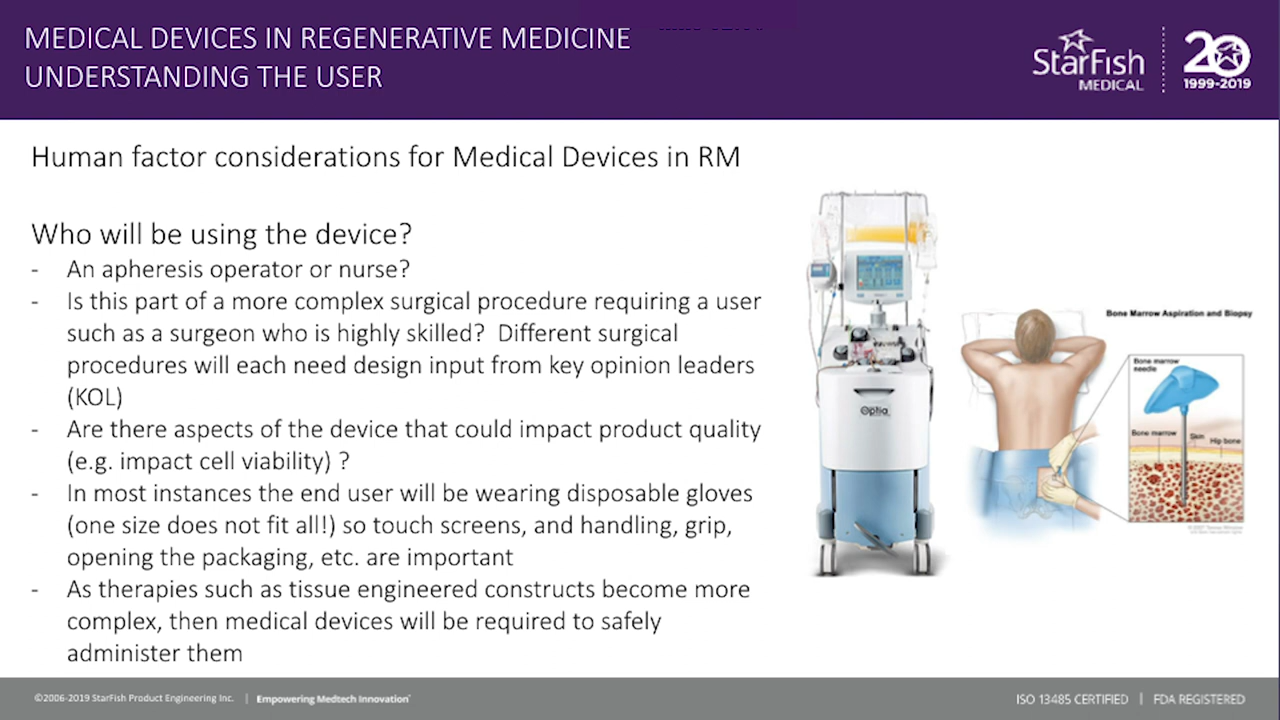 MEDICAL DEVICES IN REGENERATIVE MEDICINE
UNDERSTANDING THE USER
StarFish
MEDICAL
20
1999-2019
Human factor considerations for Medical Devices in RM
Who will be using the device?
- An apheresis operator or nurse?
- Is this part of a more complex surgical procedure requiring a user
such as a surgeon who is highly skilled? Different surgical
procedures will each need design input from key opinion leaders
(KOL)
- Are there aspects of the device that could impact product quality
(e.g. impact cell viability) ?
- In most instances the end user will be wearing disposable gloves
(one size does not fit all!) so touch screens, and handling, grip,
opening the packaging, etc. are important
- As therapies such as tissue engineered constructs become more
complex, then medical devices will be required to safely
administer them
Optia
Bone Marrow Aspiration and Biopsy
Bone marrow
needle
Bone marrow
Skin
Hip bone
©2006-2019 StarFish Product Engineering Inc. | Empowering Medtech Innovation
ISO 13485 CERTIFIED | FDA REGISTERED